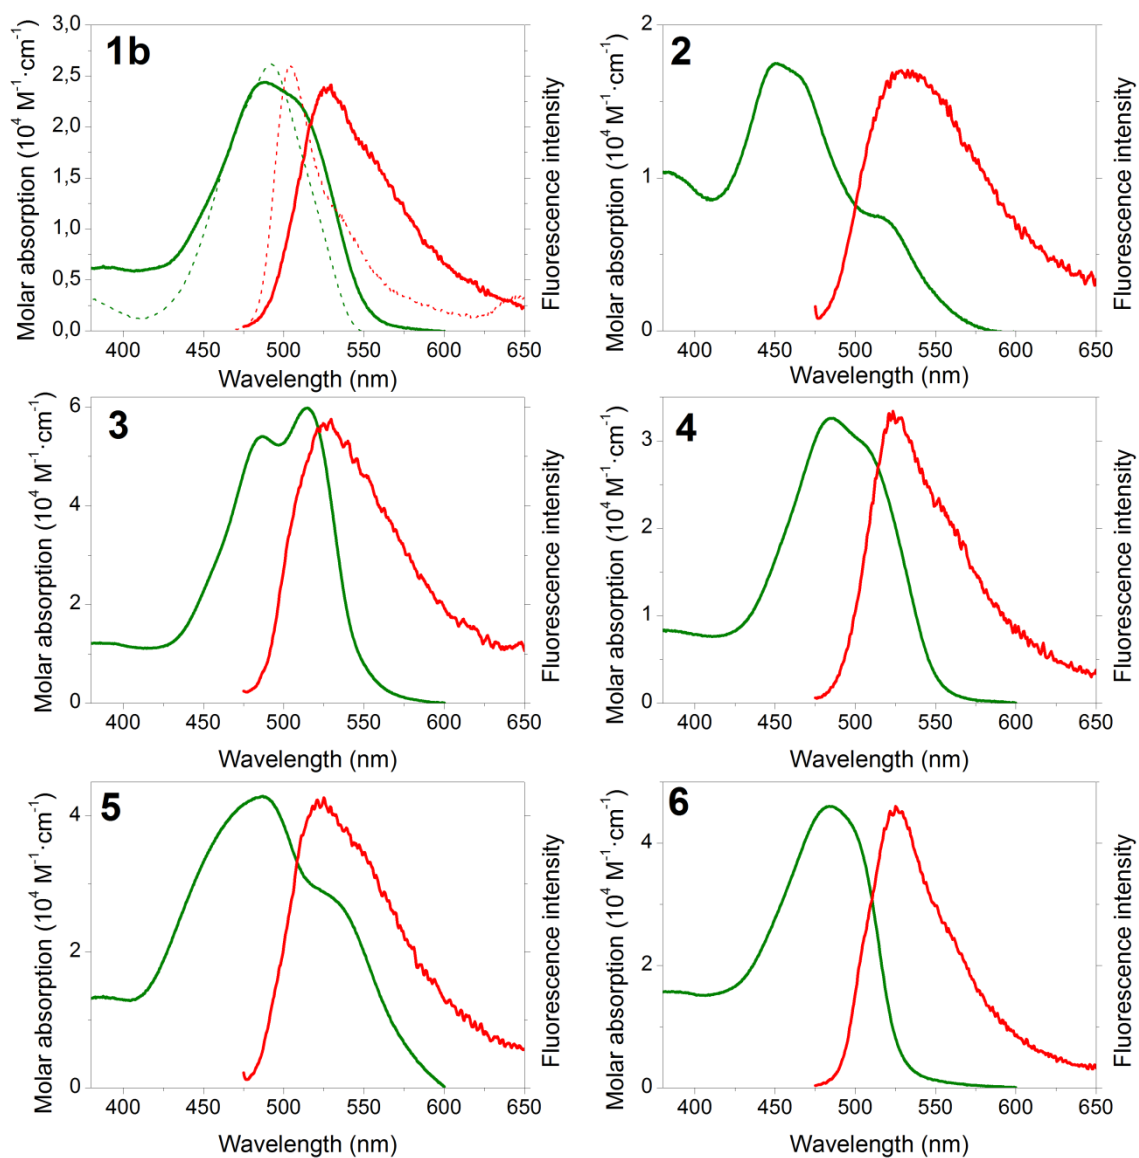 1b
3,0
2,5
2,0
1,5
1,0
0,5
0,0
Molar absorption (10⁴ M⁻¹·cm⁻¹)
Fluorescence intensity
400 450 500 550 600 650
Wavelength (nm)
2
2
1
0
Molar absorption (10⁴ M⁻¹·cm⁻¹)
Fluorescence intensity
400 450 500 550 600 650
Wavelength (nm)
3
6
4
2
0
Molar absorption (10⁴ M⁻¹·cm⁻¹)
Fluorescence intensity
400 450 500 550 600 650
Wavelength (nm)
4
3
2
1
0
Molar absorption (10⁴ M⁻¹·cm⁻¹)
Fluorescence intensity
400 450 500 550 600 650
Wavelength (nm)
5
4
2
0
Molar absorption (10⁴ M⁻¹·cm⁻¹)
Fluorescence intensity
400 450 500 550 600 650
Wavelength (nm)
6
4
2
0
Molar absorption (10⁴ M⁻¹·cm⁻¹)
Fluorescence intensity
400 450 500 550 600 650
Wavelength (nm)